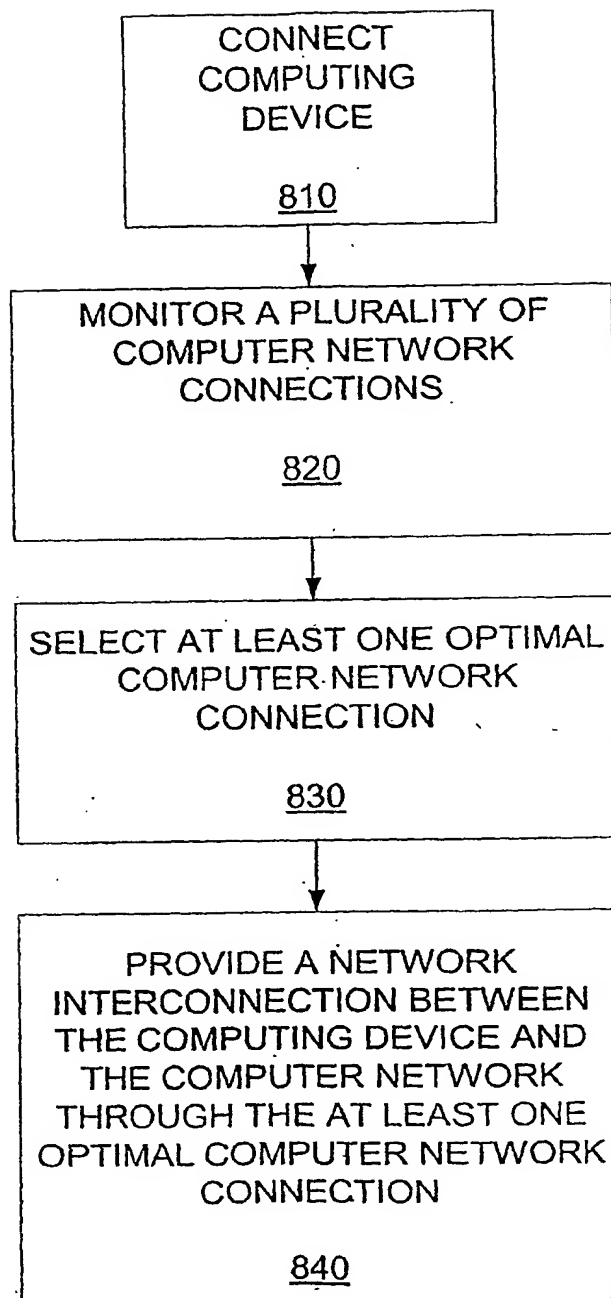 CONNECT
COMPUTING
DEVICE
810
MONITOR A PLURALITY OF
COMPUTER NETWORK
CONNECTIONS
820
SELECT AT LEAST ONE OPTIMAL
COMPUTER NETWORK
CONNECTION
830
PROVIDE A NETWORK
INTERCONNECTION BETWEEN
THE COMPUTING DEVICE AND
THE COMPUTER NETWORK
THROUGH THE AT LEAST ONE
OPTIMAL COMPUTER NETWORK
CONNECTION
840